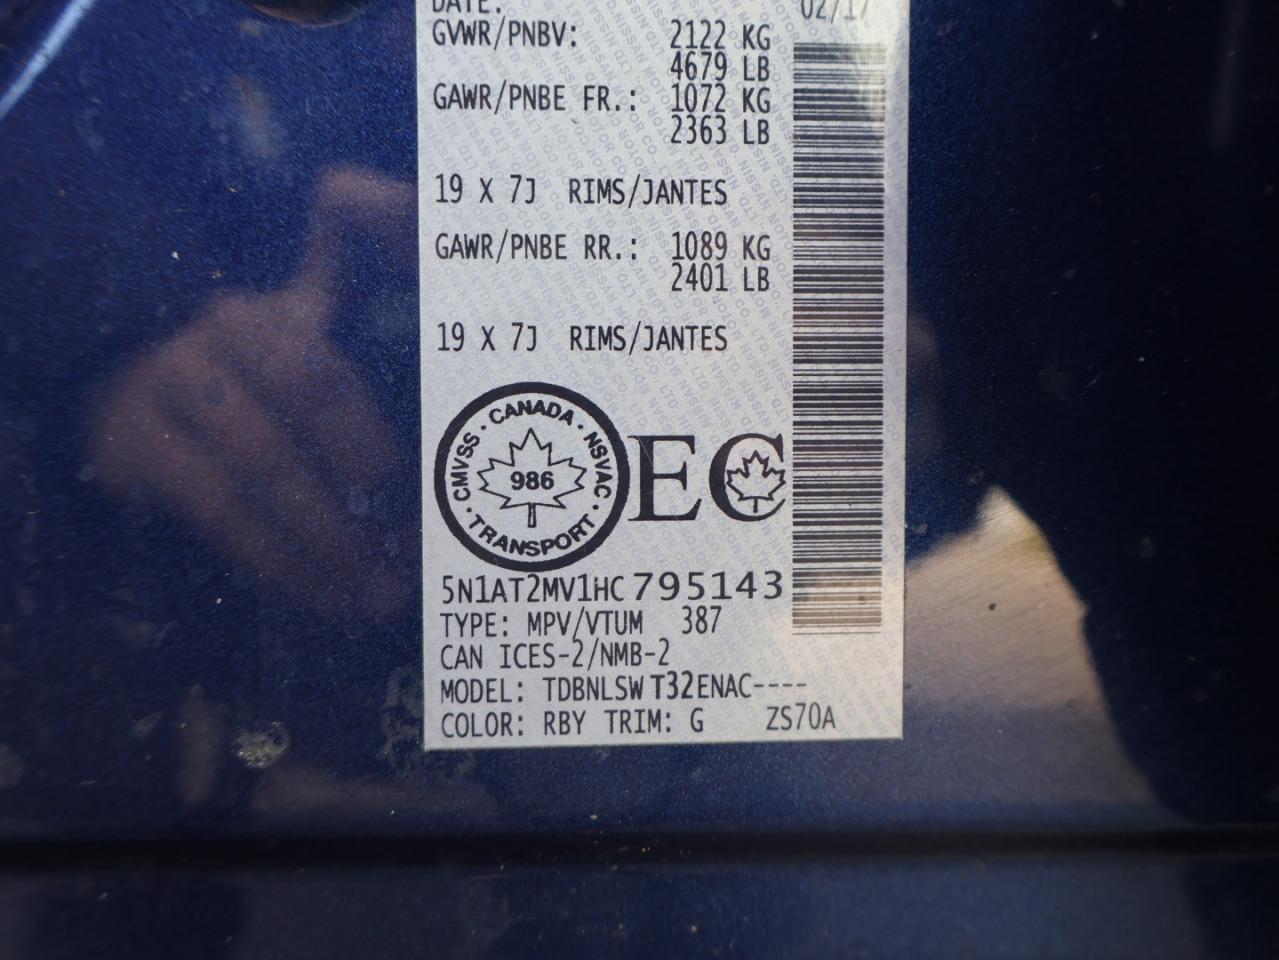 DATE: 02/17
GVWR/PNBV: 2122 KG
4679 LB
GAWR/PNBE FR.: 1072 KG
2363 LB
19 X 7J RIMS/JANTES
GAWR/PNBE RR.: 1089 KG
2401 LB
19 X 7J RIMS/JANTES
CMVSS · CANADA · NSVAC · TRANSPORT ·
986
EC
5N1AT2MV1HC795143
TYPE: MPV/VTUM 387
CAN ICES-2/NMB-2
MODEL: TDBNLSWT32ENAC----
COLOR: RBY TRIM: G ZS70A